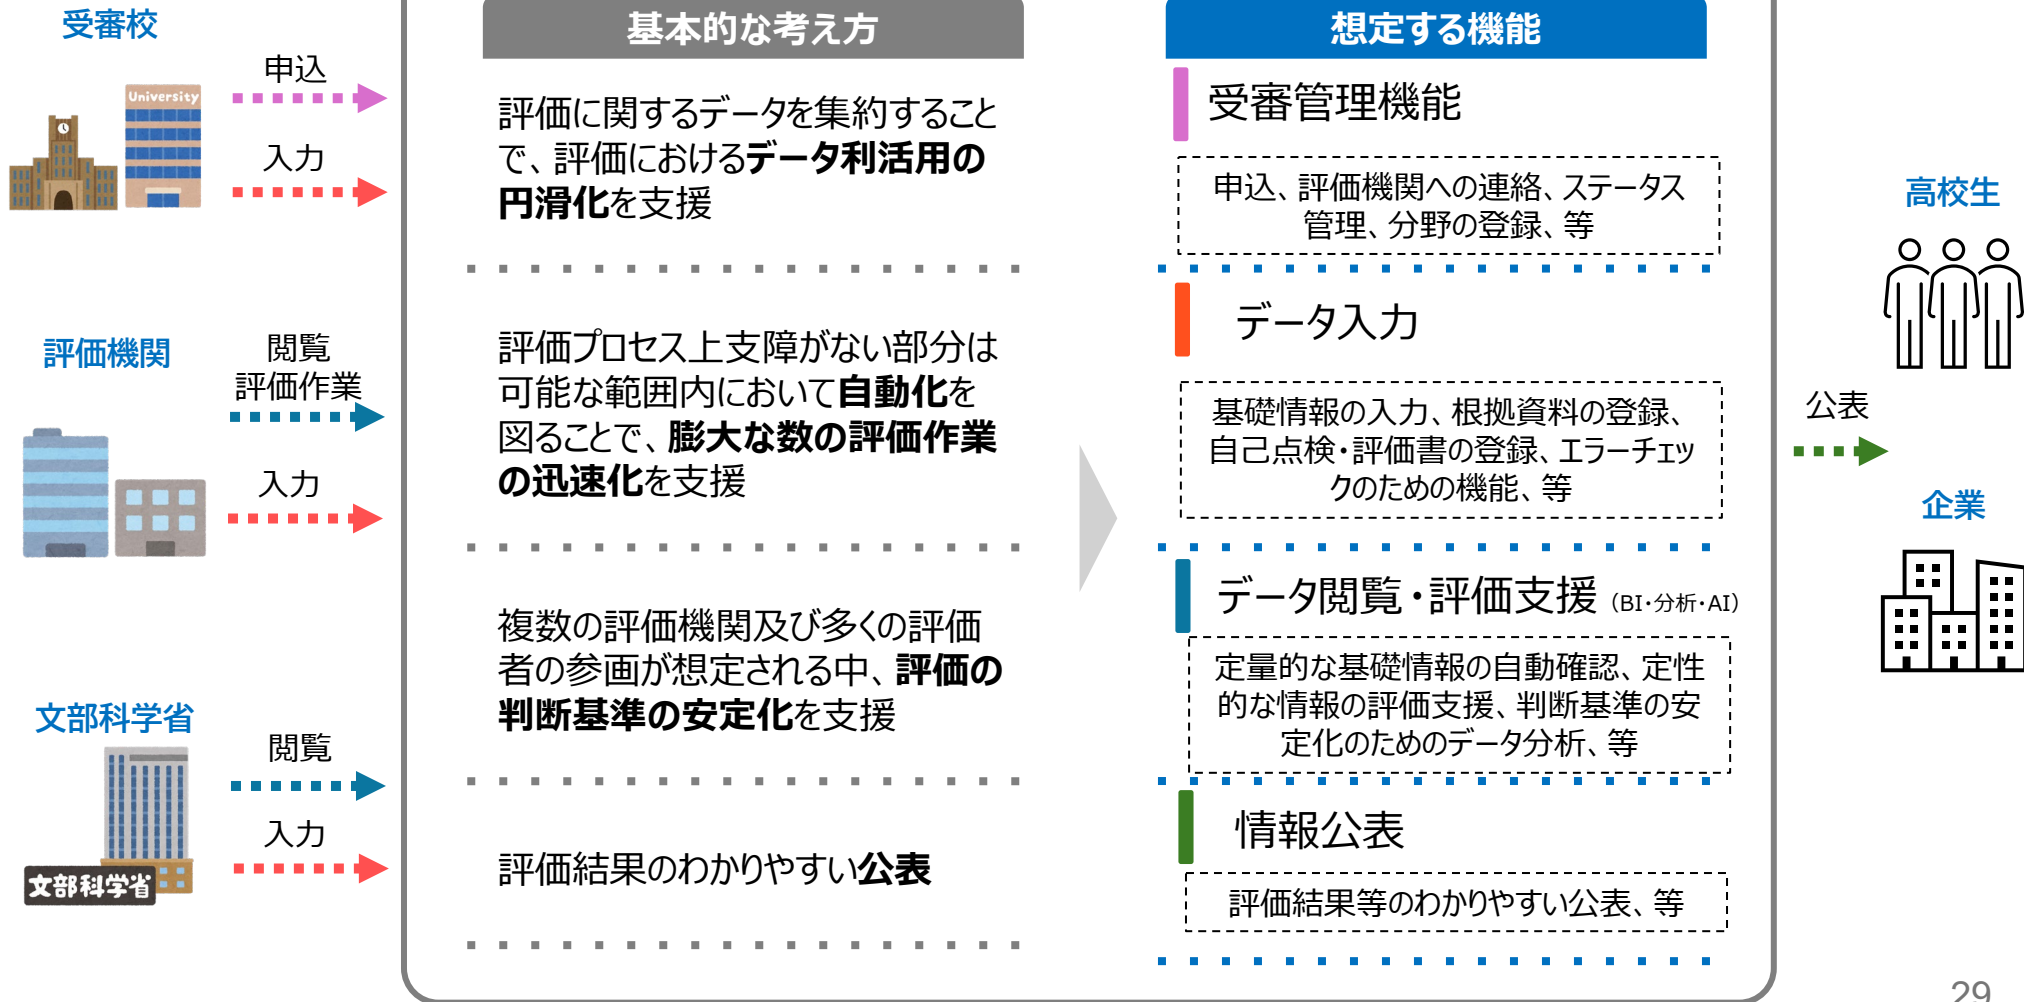 受審校
University
申込
入力
評価機関
閲覧
評価作業
入力
文部科学省
閲覧
入力
文部科学省
基本的な考え方
評価に関するデータを集約すること
で、評価におけるデータ利活用の
円滑化を支援
評価プロセス上支障がない部分は
可能な範囲内において自動化を
図ることで、膨大な数の評価作業
の迅速化を支援
複数の評価機関及び多くの評価
者の参画が想定される中、評価の
判断基準の安定化を支援
評価結果のわかりやすい公表
想定する機能
受審管理機能
申込、評価機関への連絡、ステータス
管理、分野の登録、等
データ入力
基礎情報の入力、根拠資料の登録、
自己点検・評価書の登録、エラーチェッ
クのための機能、等
データ閲覧・評価支援（BI・分析・AI）
定量的な基礎情報の自動確認、定性
的な情報の評価支援、判断基準の安
定化のためのデータ分析、等
情報公表
評価結果等のわかりやすい公表、等
公表
高校生
企業
29